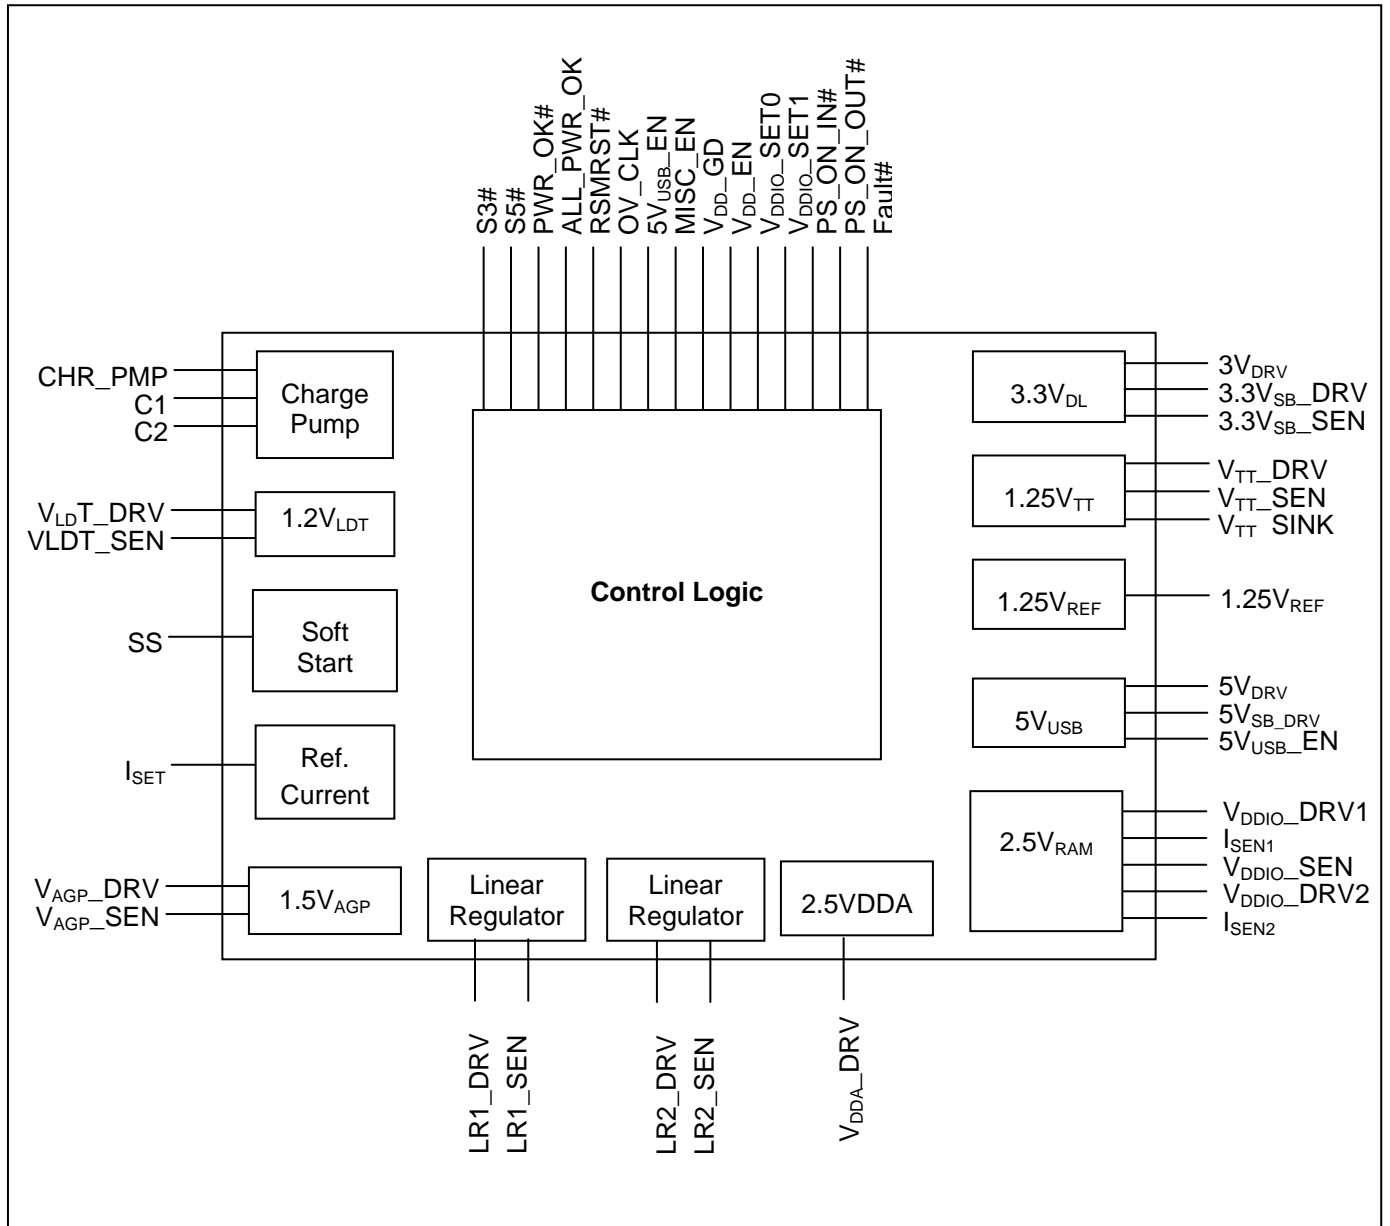 S3#
S5#
PWR_OK#
ALL_PWR_OK
RSMRST#
OV_CLK
5VUSB_EN
MISC_EN
VDD_GD
VDD_EN
VDDIO_SET0
VDDIO_SET1
PS_ON_IN#
PS_ON_OUT#
Fault#
CHR_PMP
C1
C2
Charge
Pump
VLDT_DRV
VLDT_SEN
1.2VLDT
SS
Soft
Start
ISET
Ref.
Current
VAGP_DRV
VAGP_SEN
1.5VAGP
Control Logic
3.3VDL
3VDRV
3.3VSB_DRV
3.3VSB_SEN
1.25VTT
VTT_DRV
VTT_SEN
VTT SINK
1.25VREF
1.25VREF
5VUSB
5VDRV
5VSB_DRV
5VUSB_EN
2.5VRAM
VDDIO_DRV1
ISEN1
VDDIO_SEN
VDDIO_DRV2
ISEN2
Linear
Regulator
Linear
Regulator
2.5VDDA
LR1_DRV
LR1_SEN
LR2_DRV
LR2_SEN
VDDA_DRV